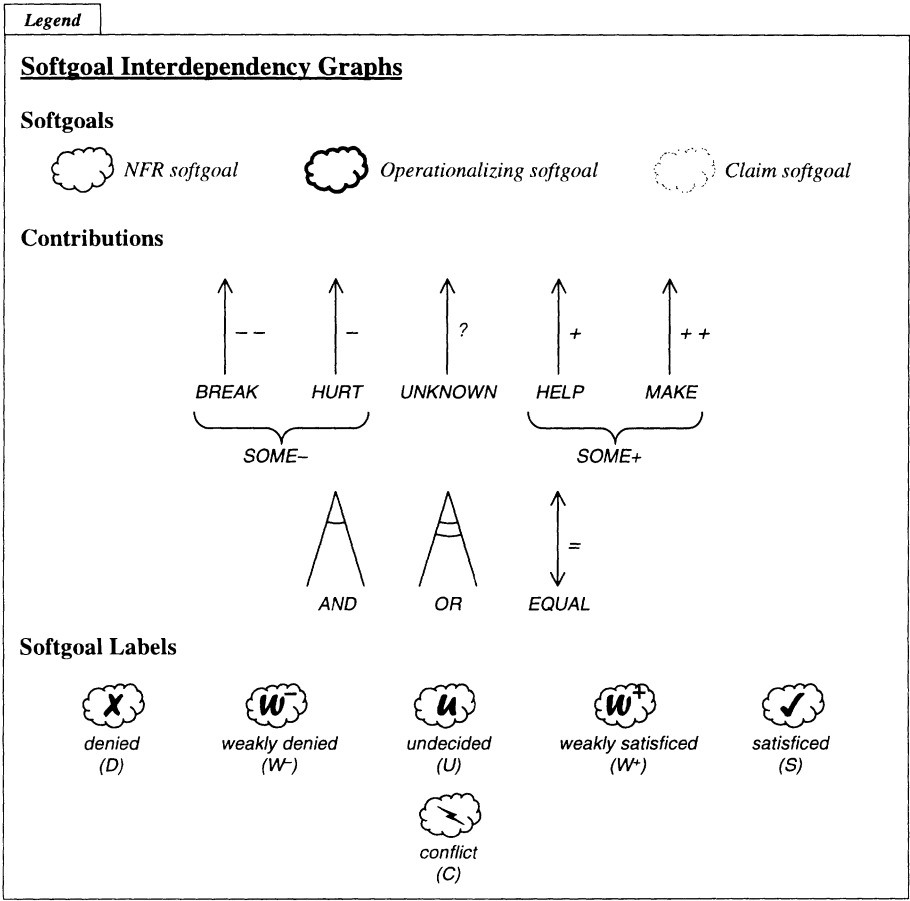 Legend
Softgoal Interdependency Graphs
Softgoals
NFR softgoal Operationalizing softgoal Claim softgoal
Contributions
– – – ? + + +
BREAK HURT UNKNOWN HELP MAKE
SOME– SOME+
=
AND OR EQUAL
Softgoal Labels
X W– u W+ ✓
denied weakly denied undecided weakly satisficed satisficed
(D) (W–) (U) (W+) (S)
conflict
(C)